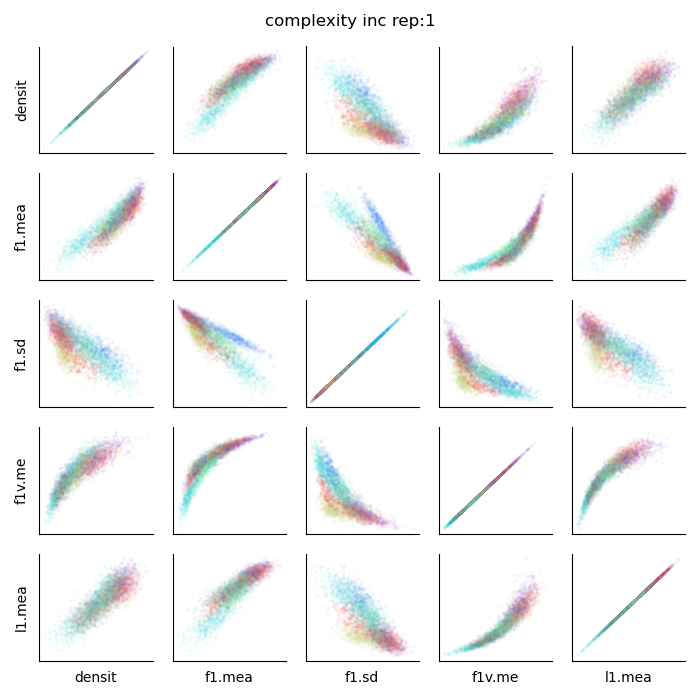 complexity inc rep:1
densit
f1.mea
f1.sd
f1v.me
l1.mea
densit
f1.mea
f1.sd
f1v.me
l1.mea